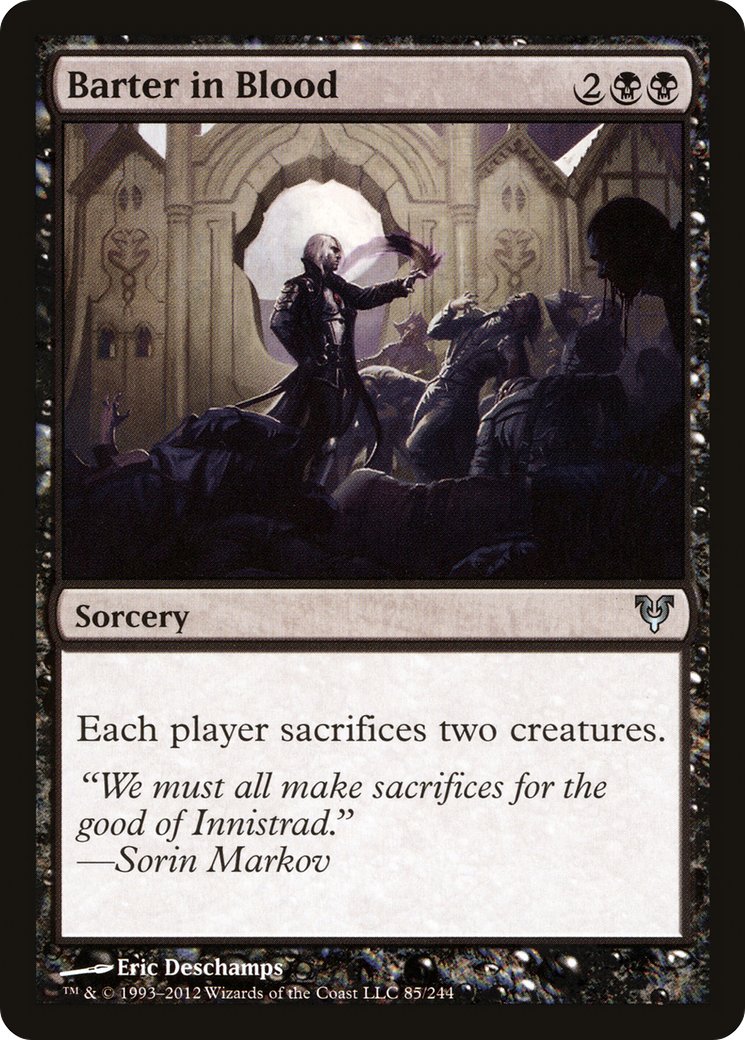 Barter in Blood 2
Sorcery
Each player sacrifices two creatures.
“We must all make sacrifices for the
good of Innistrad.”
—Sorin Markov
Eric Deschamps
™ & © 1993–2012 Wizards of the Coast LLC 85/244